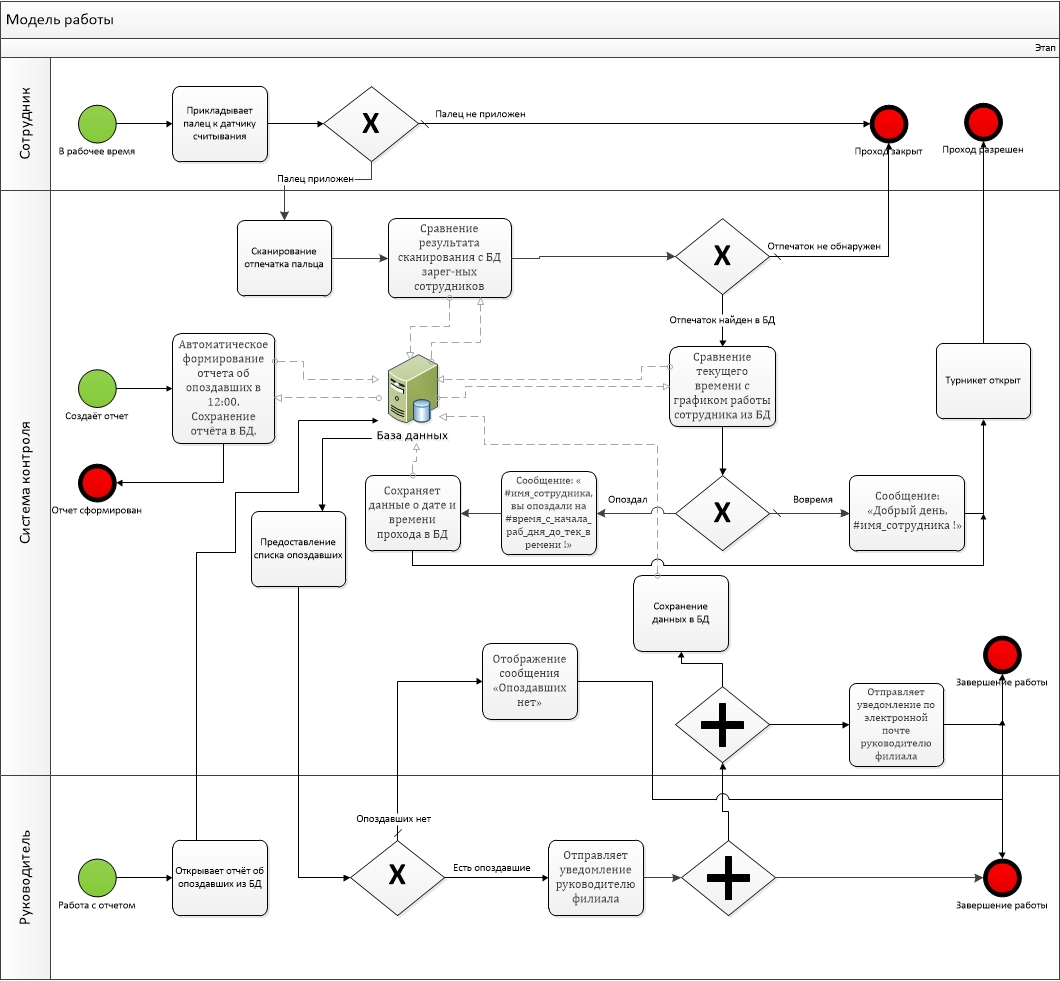 Модель работы
Этап
Сотрудник
В рабочее время
Прикладывает
палец к датчику
считывания
X
Палец не приложен
Палец приложен
Проход закрыт
Проход разрешен
Система контроля
Сканирование
отпечатка пальца
Сравнение
результата
сканирования с БД
зарег-ных
сотрудников
X
Отпечаток не обнаружен
Отпечаток найден в БД
Создаёт отчет
Автоматическое
формирование
отчета об
опоздавших в
12:00.
Сохранение
отчёта в БД.
База данных
Сравнение
текущего
времени с
графиком работы
сотрудника из БД
Турникет открыт
Отчет сформирован
Предоставление
списка опоздавших
Сохраняет
данные о дате и
времени
прохода в БД
Сообщение: «
#имя_сотрудника,
вы опоздали на
#время_с_начала_
раб_дня_до_тек_в
ремени !»
Опоздал
X
Вовремя
Сообщение:
«Добрый день,
#имя_сотрудника !»
Сохранение
данных в БД
Отображение
сообщения
«Опоздавших
нет»
Отправляет
уведомление по
электронной
почте
руководителю
филиала
Завершение работы
Руководитель
Работа с отчетом
Открывает отчёт об
опоздавших из БД
Опоздавших нет
X
Есть опоздавшие
Отправляет
уведомление
руководителю
филиала
Завершение работы